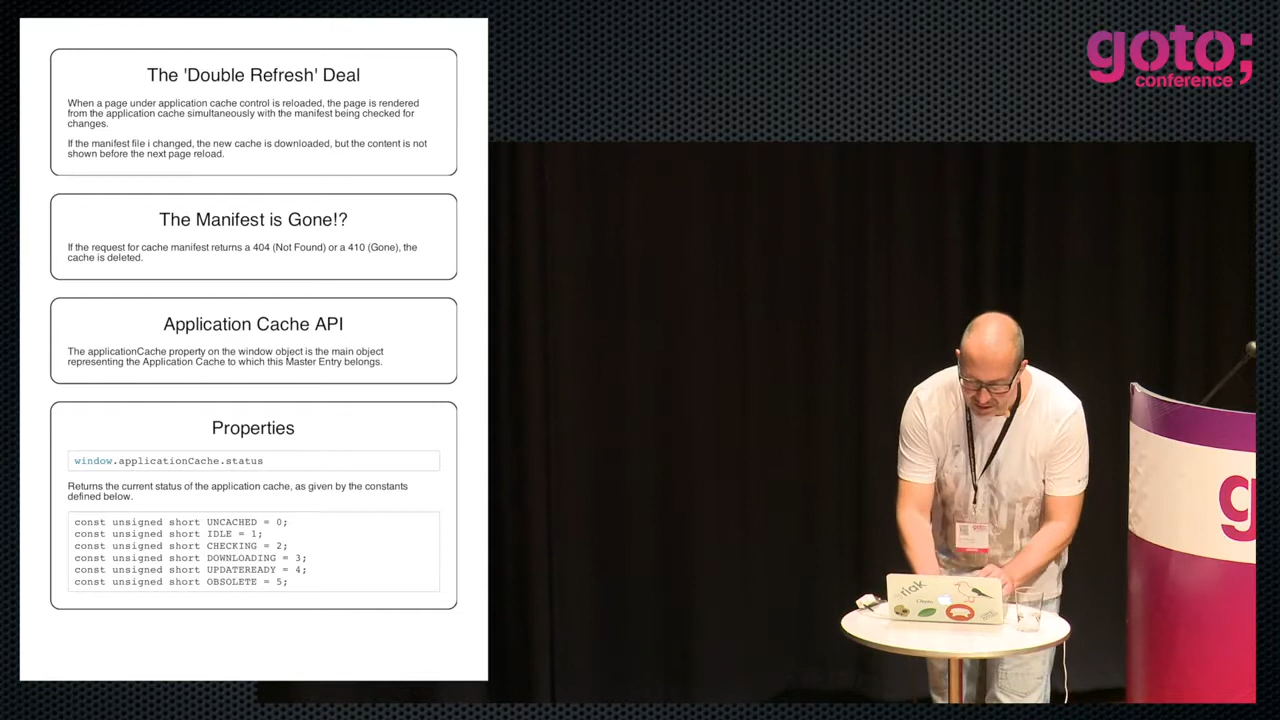 The 'Double Refresh' Deal
When a page under application cache control is reloaded, the page is rendered
from the application cache simultaneously with the manifest being checked for
changes.
If the manifest file i changed, the new cache is downloaded, but the content is not
shown before the next page reload.
The Manifest is Gone!?
If the request for cache manifest returns a 404 (Not Found) or a 410 (Gone), the
cache is deleted.
Application Cache API
The applicationCache property on the window object is the main object
representing the Application Cache to which this Master Entry belongs.
Properties
window.applicationCache.status
Returns the current status of the application cache, as given by the constants
defined below.
const unsigned short UNCACHED = 0;
const unsigned short IDLE = 1;
const unsigned short CHECKING = 2;
const unsigned short DOWNLOADING = 3;
const unsigned short UPDATEREADY = 4;
const unsigned short OBSOLETE = 5;
goto;
conference
riak
g